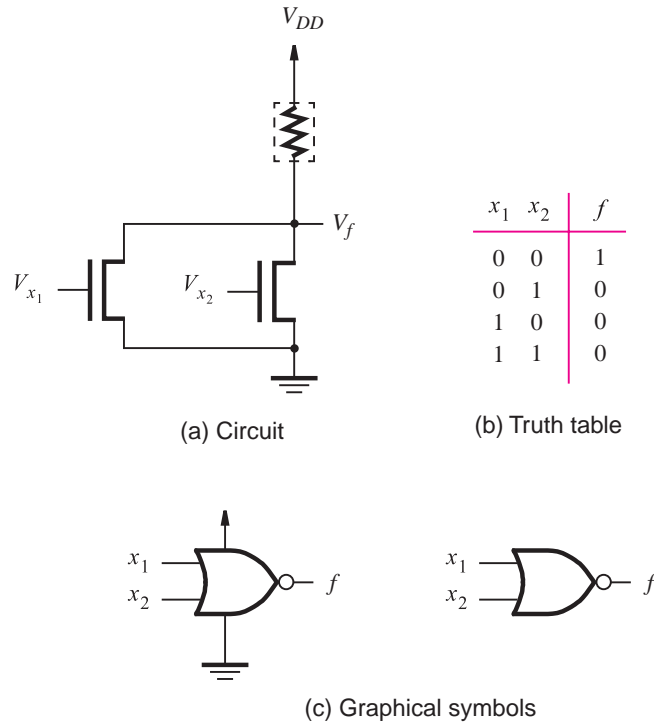 V_DD
V_f
V_x1
V_x2
(a) Circuit
x1 x2 f
0 0 1
0 1 0
1 0 0
1 1 0
(b) Truth table
x1
x2
f
x1
x2
f
(c) Graphical symbols